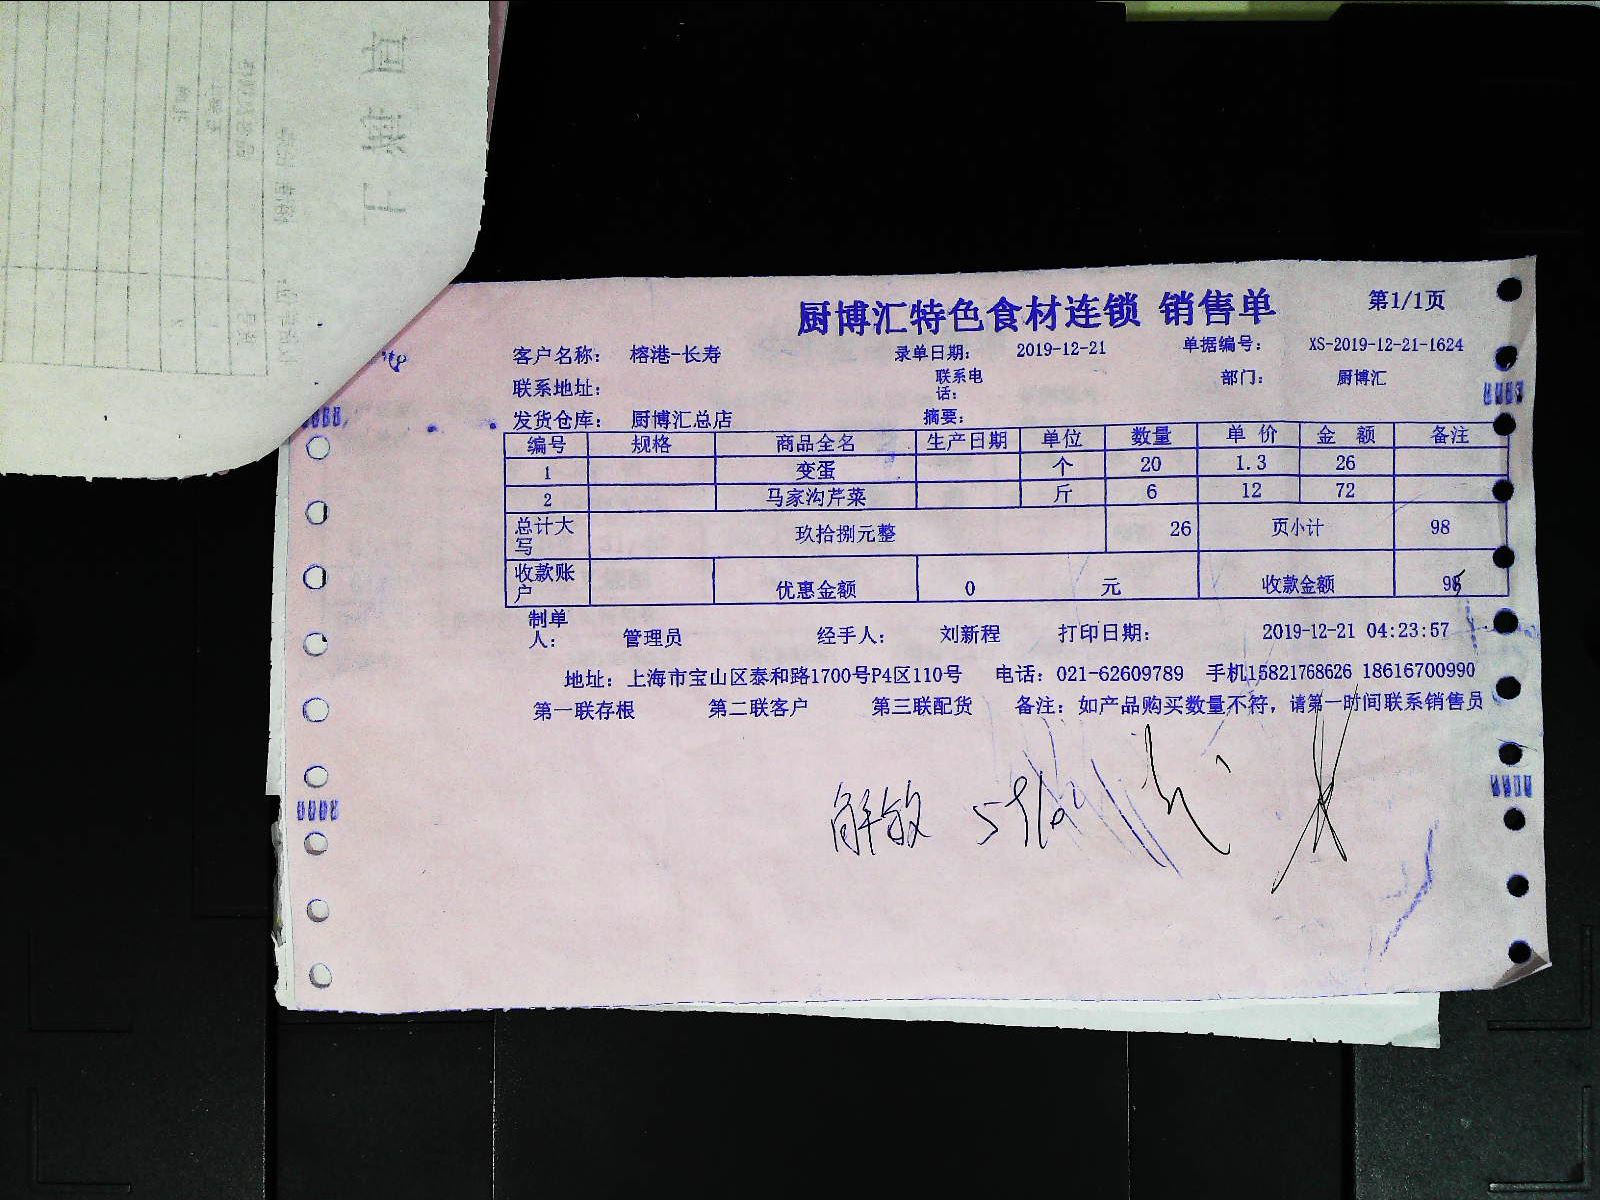 厨博汇特色食材连锁 销售单 第1/1页
客户名称: 榕港-长寿 录单日期: 2019-12-21 单据编号: XS-2019-12-21-1624
联系地址: 联系电话: 部门: 厨博汇
发货仓库: 厨博汇总店 摘要:
编号 规格 商品全名 生产日期 单位 数量 单 价 金 额 备注
1 变蛋 个 20 1.3 26
2 马家沟芹菜 斤 6 12 72
总计大写 玖拾捌元整 26 页小计 98
收款账户 优惠金额 0 元 收款金额 98
制单人: 管理员 经手人: 刘新程 打印日期: 2019-12-21 04:23:57
地址: 上海市宝山区泰和路1700号P4区110号 电话: 021-62609789 手机15821768626 18616700990
第一联存根 第二联客户 第三联配货 备注: 如产品购买数量不符, 请第一时间联系销售员
解敏